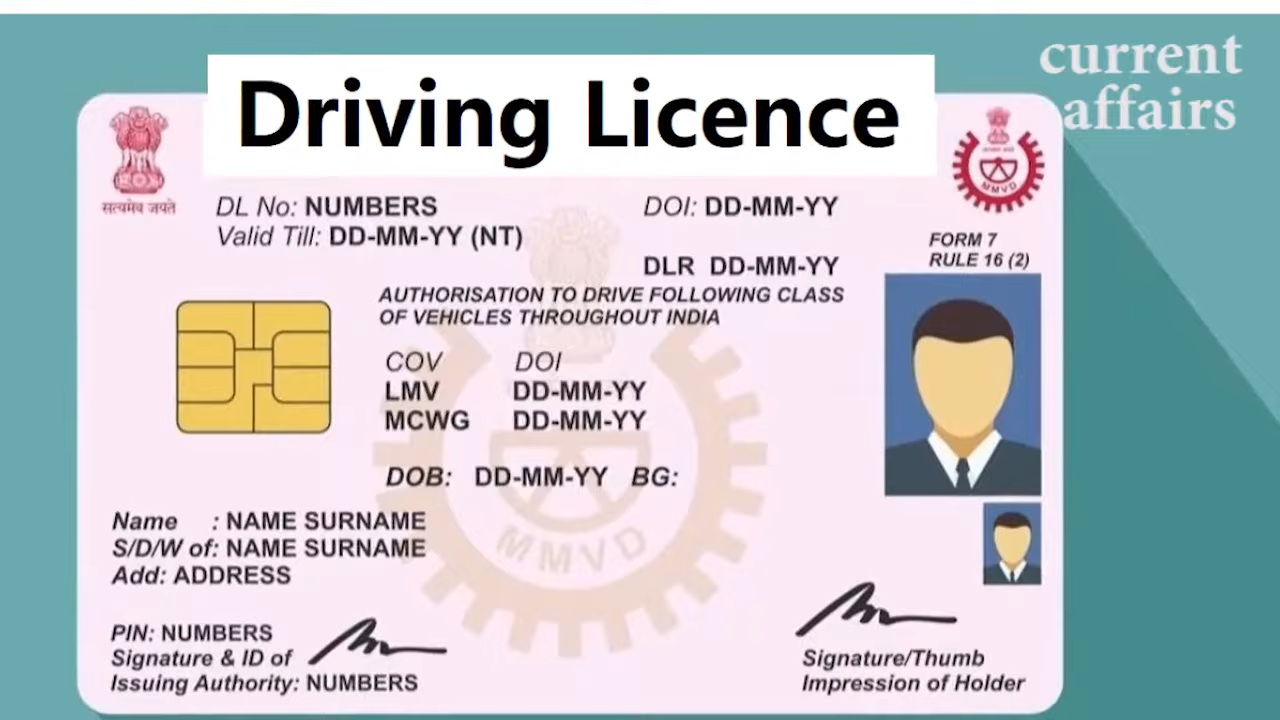 current
affairs
Driving Licence
सत्यमेव जयते
MMVD
DL No: NUMBERS
DOI: DD-MM-YY
Valid Till: DD-MM-YY (NT)
DLR DD-MM-YY
FORM 7
RULE 16 (2)
AUTHORISATION TO DRIVE FOLLOWING CLASS
OF VEHICLES THROUGHOUT INDIA
COV DOI
LMV DD-MM-YY
MCWG DD-MM-YY
DOB: DD-MM-YY BG:
MMVD
Name : NAME SURNAME
S/D/W of: NAME SURNAME
Add: ADDRESS
PIN: NUMBERS
Signature & ID of
Issuing Authority: NUMBERS
Signature/Thumb
Impression of Holder